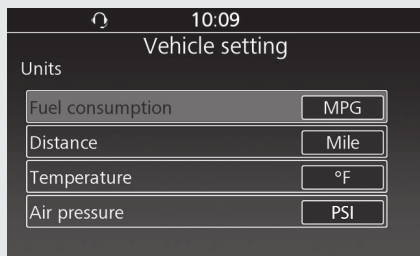 10:09
Vehicle setting
Units
Fuel consumption MPG
Distance Mile
Temperature °F
Air pressure PSI